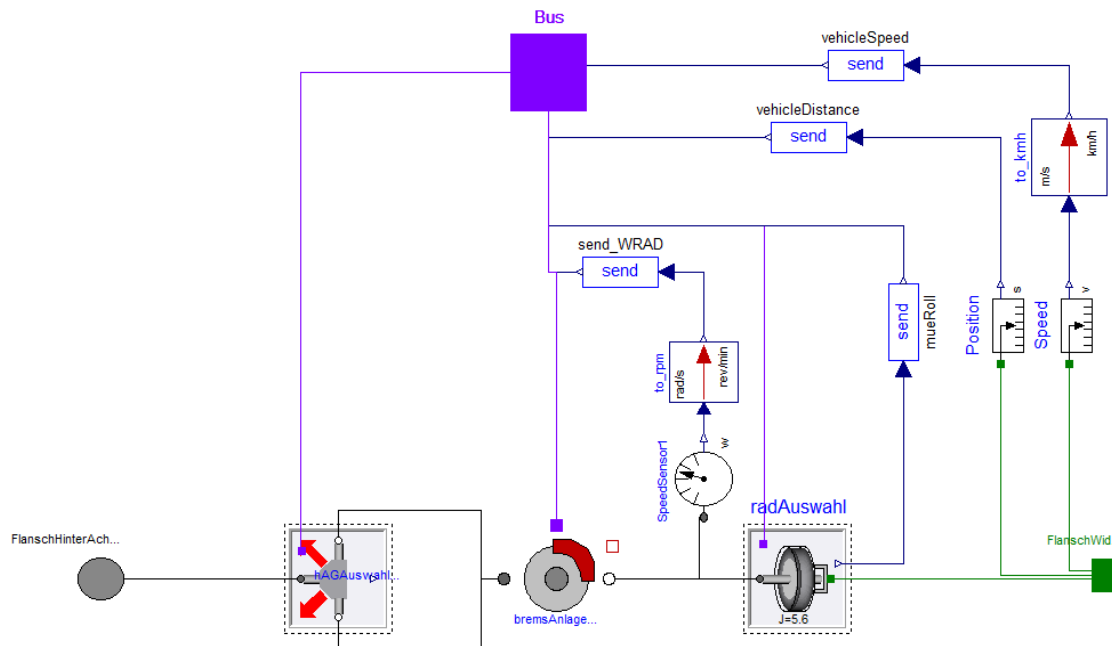 Bus
vehicleSpeed
send
vehicleDistance
send
to_kmh
m/s
km/h
send_WRAD
send
send
mueRoll
Position
s
Speed
v
to_rpm
rad/s
rev/min
SpeedSensor1
w
radAuswahl
FlanschHinterAch...
hAGAuswahl...
bremsAnlage...
J=5.6
FlanschWid